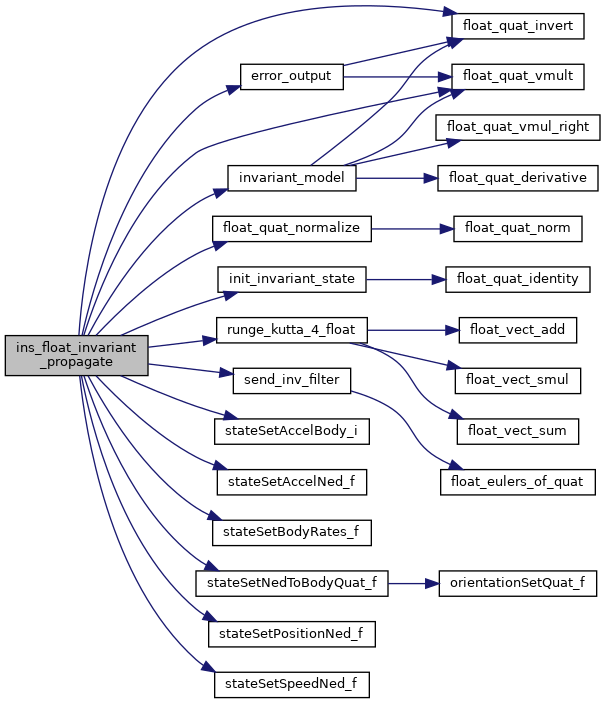 float_quat_invert
error_output
float_quat_vmult
float_quat_vmul_right
invariant_model
float_quat_derivative
float_quat_normalize
float_quat_norm
init_invariant_state
float_quat_identity
runge_kutta_4_float
float_vect_add
ins_float_invariant
_propagate
send_inv_filter
float_vect_smul
stateSetAccelBody_i
float_vect_sum
stateSetAccelNed_f
float_eulers_of_quat
stateSetBodyRates_f
stateSetNedToBodyQuat_f
orientationSetQuat_f
stateSetPositionNed_f
stateSetSpeedNed_f